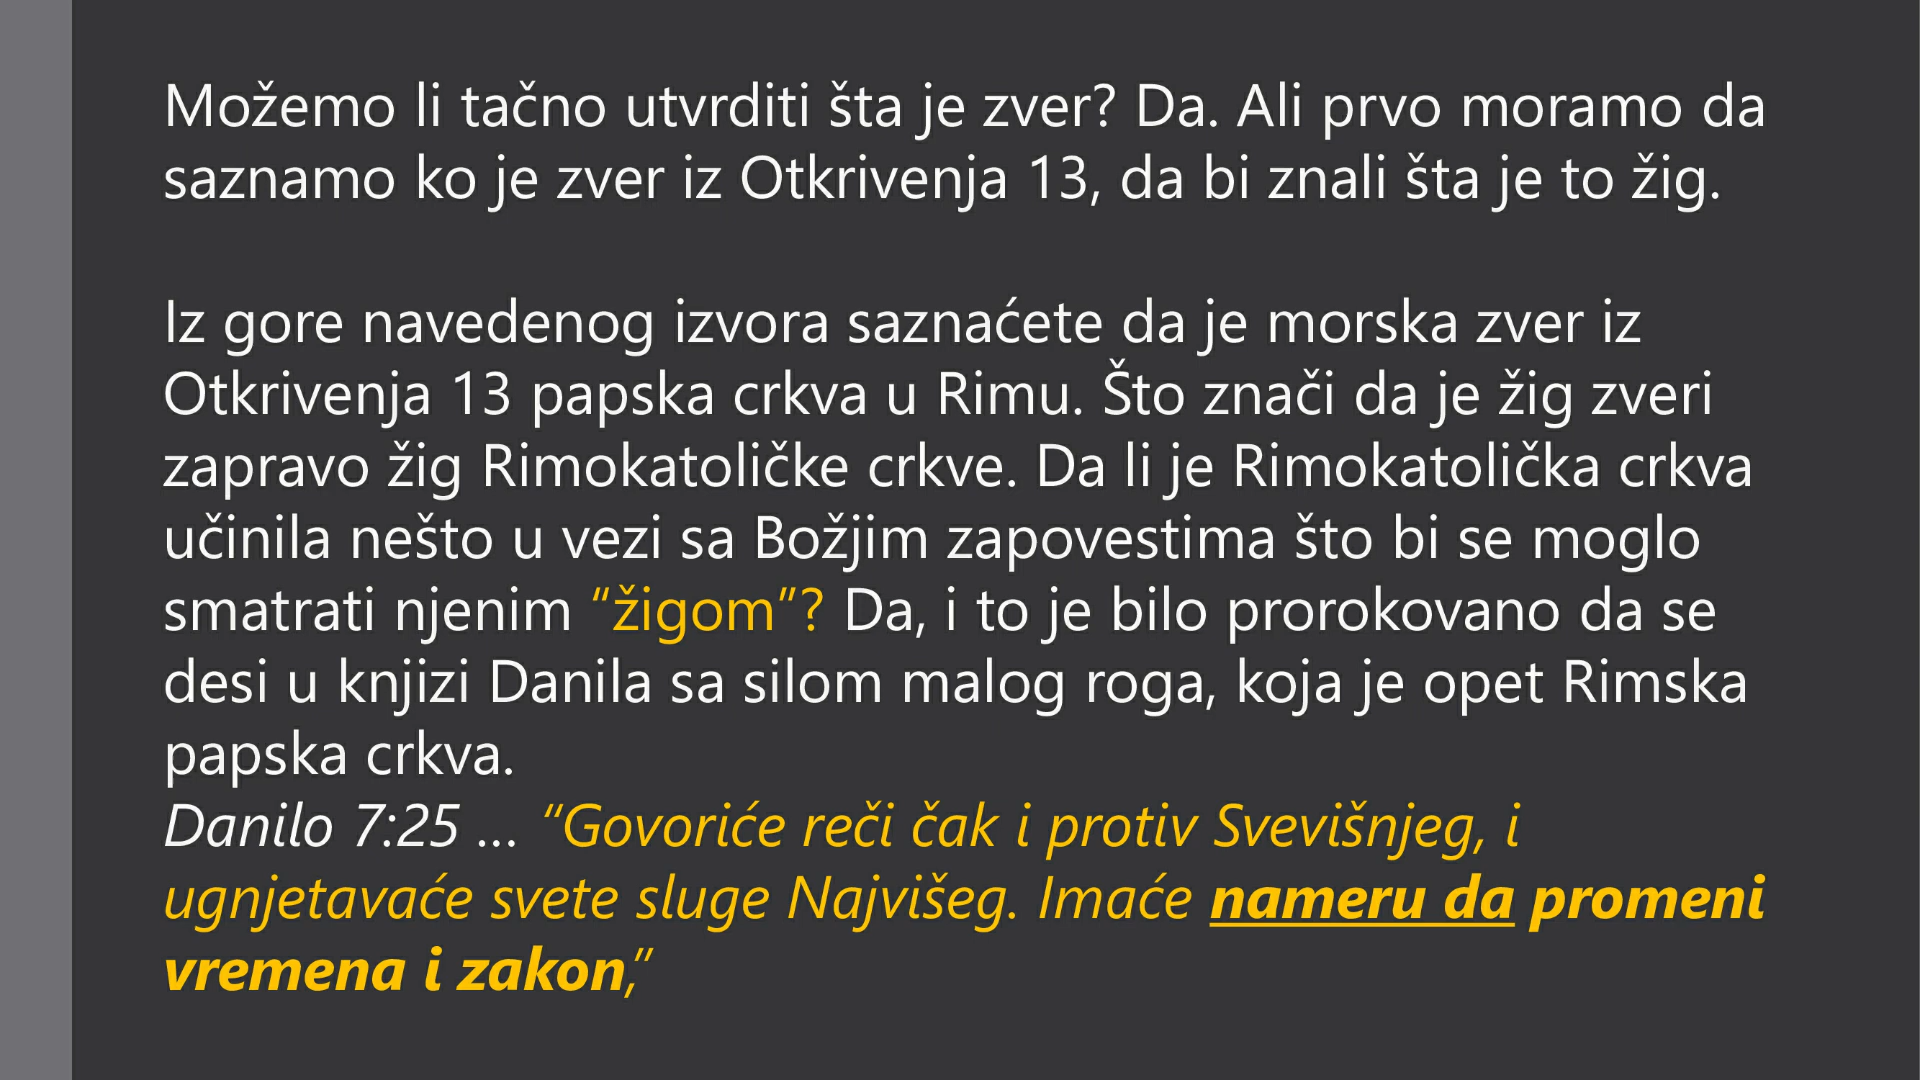 Možemo li tačno utvrditi šta je zver? Da. Ali prvo moramo da
saznamo ko je zver iz Otkrivenja 13, da bi znali šta je to žig.
Iz gore navedenog izvora saznaćete da je morska zver iz
Otkrivenja 13 papska crkva u Rimu. Što znači da je žig zveri
zapravo žig Rimokatoličke crkve. Da li je Rimokatolička crkva
učinila nešto u vezi sa Božjim zapovestima što bi se moglo
smatrati njenim “žigom”? Da, i to je bilo prorokovano da se
desi u knjizi Danila sa silom malog roga, koja je opet Rimska
papska crkva.
Danilo 7:25 … “Govoriće reči čak i protiv Svevišnjeg, i
ugnjetavaće svete sluge Najvišeg. Imaće nameru da promeni
vremena i zakon,”